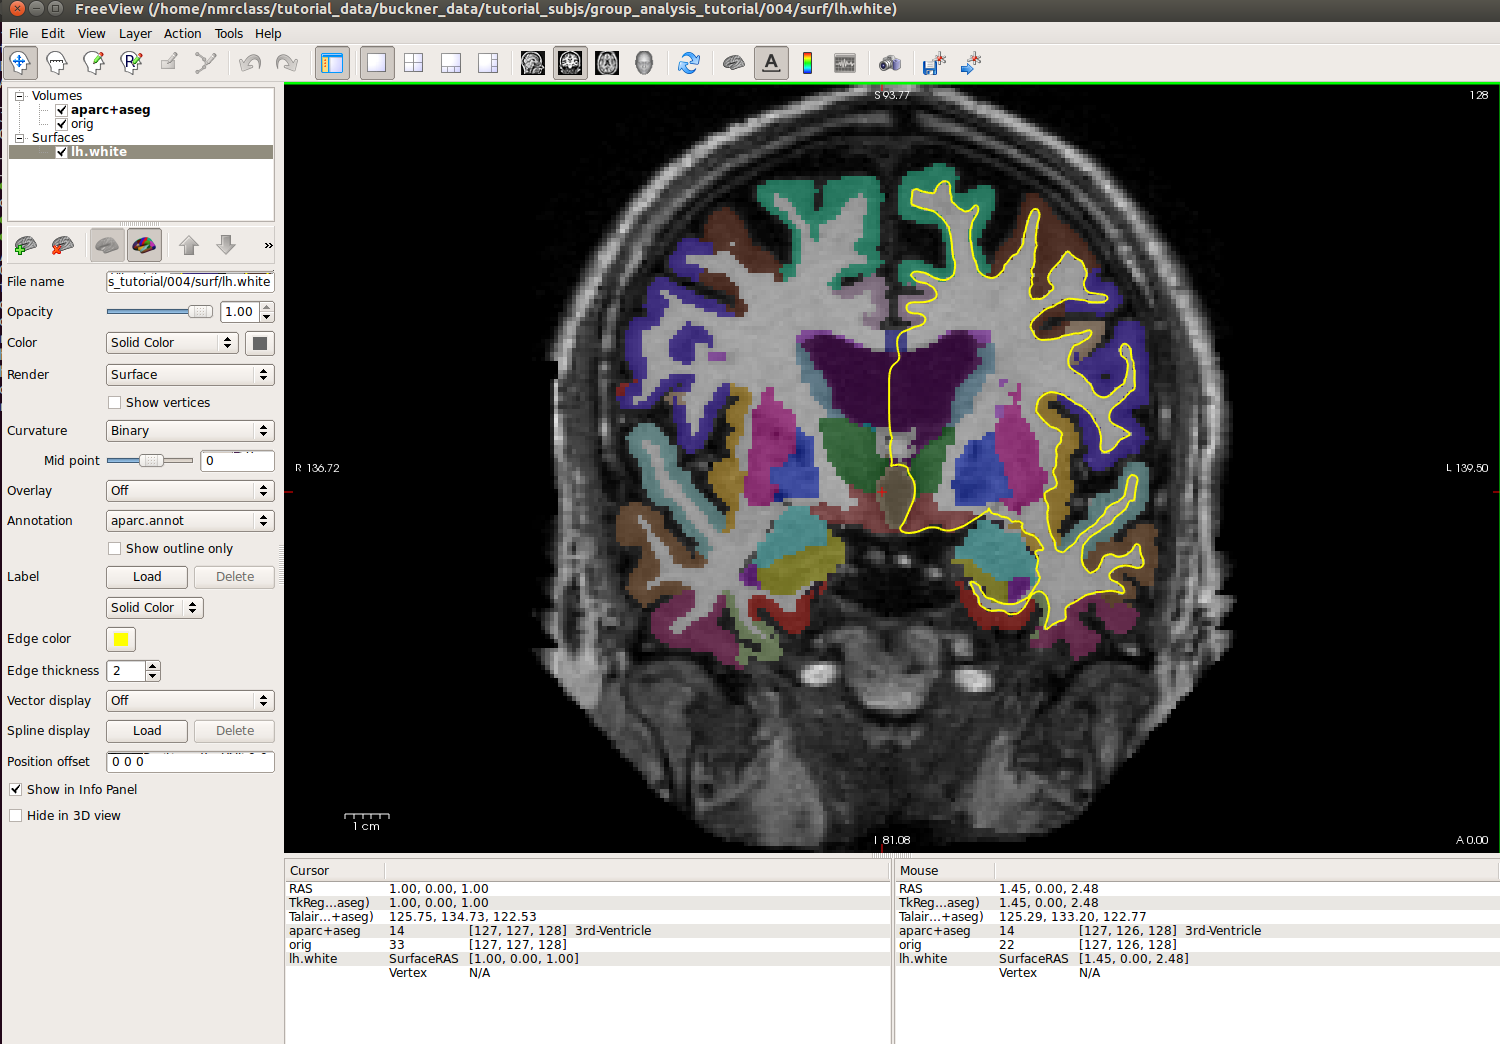 FreeView (/home/nmrclass/tutorial_data/buckner_data/tutorial_subjs/group_analysis_tutorial/004/surf/lh.white)
File Edit View Layer Action Tools Help
Volumes
aparc+aseg
orig
Surfaces
lh.white
»
File name s_tutorial/004/surf/lh.white
Opacity 1.00
Color Solid Color
Render Surface
Show vertices
Curvature Binary
Mid point 0
Overlay Off
Annotation aparc.annot
Show outline only
Label Load Delete
Solid Color
Edge color
Edge thickness 2
Vector display Off
Spline display Load Delete
Position offset 0 0 0
Show in Info Panel
Hide in 3D view
S 93.77
128
R 136.72
L 139.50
1 cm
I 81.08
A 0.00
Cursor
RAS 1.00, 0.00, 1.00
TkReg...aseg) 1.00, 0.00, 1.00
Talair...+aseg) 125.75, 134.73, 122.53
aparc+aseg 14 [127, 127, 128] 3rd-Ventricle
orig 33 [127, 127, 128]
lh.white SurfaceRAS [1.00, 0.00, 1.00]
Vertex N/A
Mouse
RAS 1.45, 0.00, 2.48
TkReg...aseg) 1.45, 0.00, 2.48
Talair...+aseg) 125.29, 133.20, 122.77
aparc+aseg 14 [127, 126, 128] 3rd-Ventricle
orig 22 [127, 126, 128]
lh.white SurfaceRAS [1.45, 0.00, 2.48]
Vertex N/A